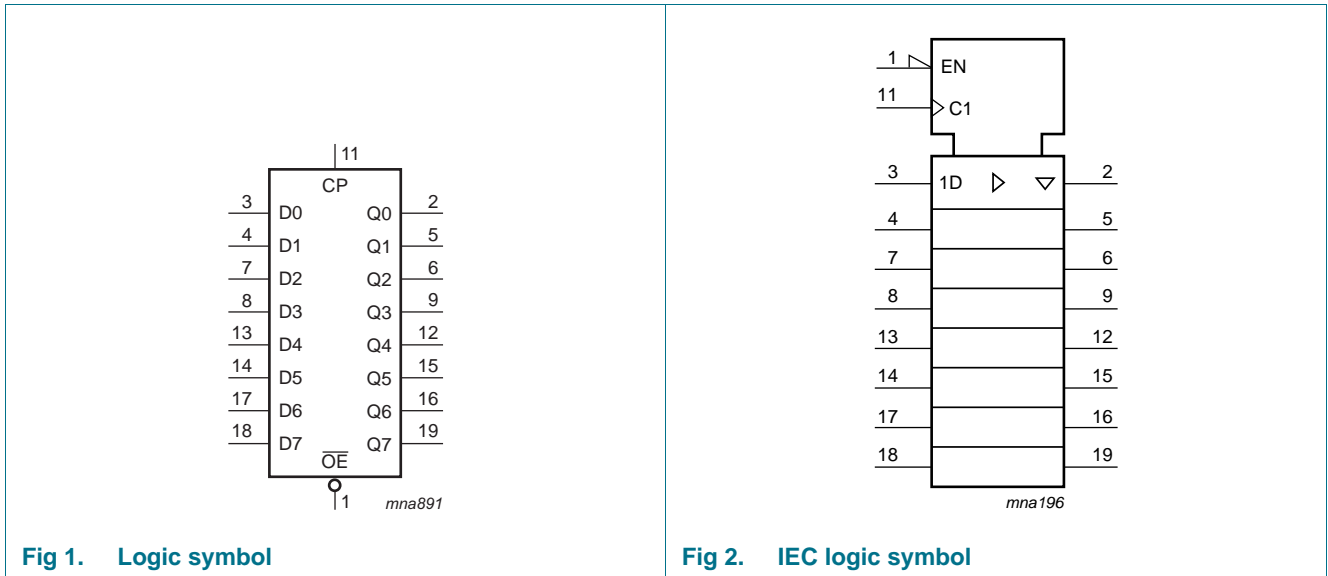 11
CP
3 D0 Q0 2
4 D1 Q1 5
7 D2 Q2 6
8 D3 Q3 9
13 D4 Q4 12
14 D5 Q5 15
17 D6 Q6 16
18 D7 Q7 19
OE
1 mna891
Fig 1. Logic symbol
1 EN
11 C1
3 1D 2
4 5
7 6
8 9
13 12
14 15
17 16
18 19
mna196
Fig 2. IEC logic symbol